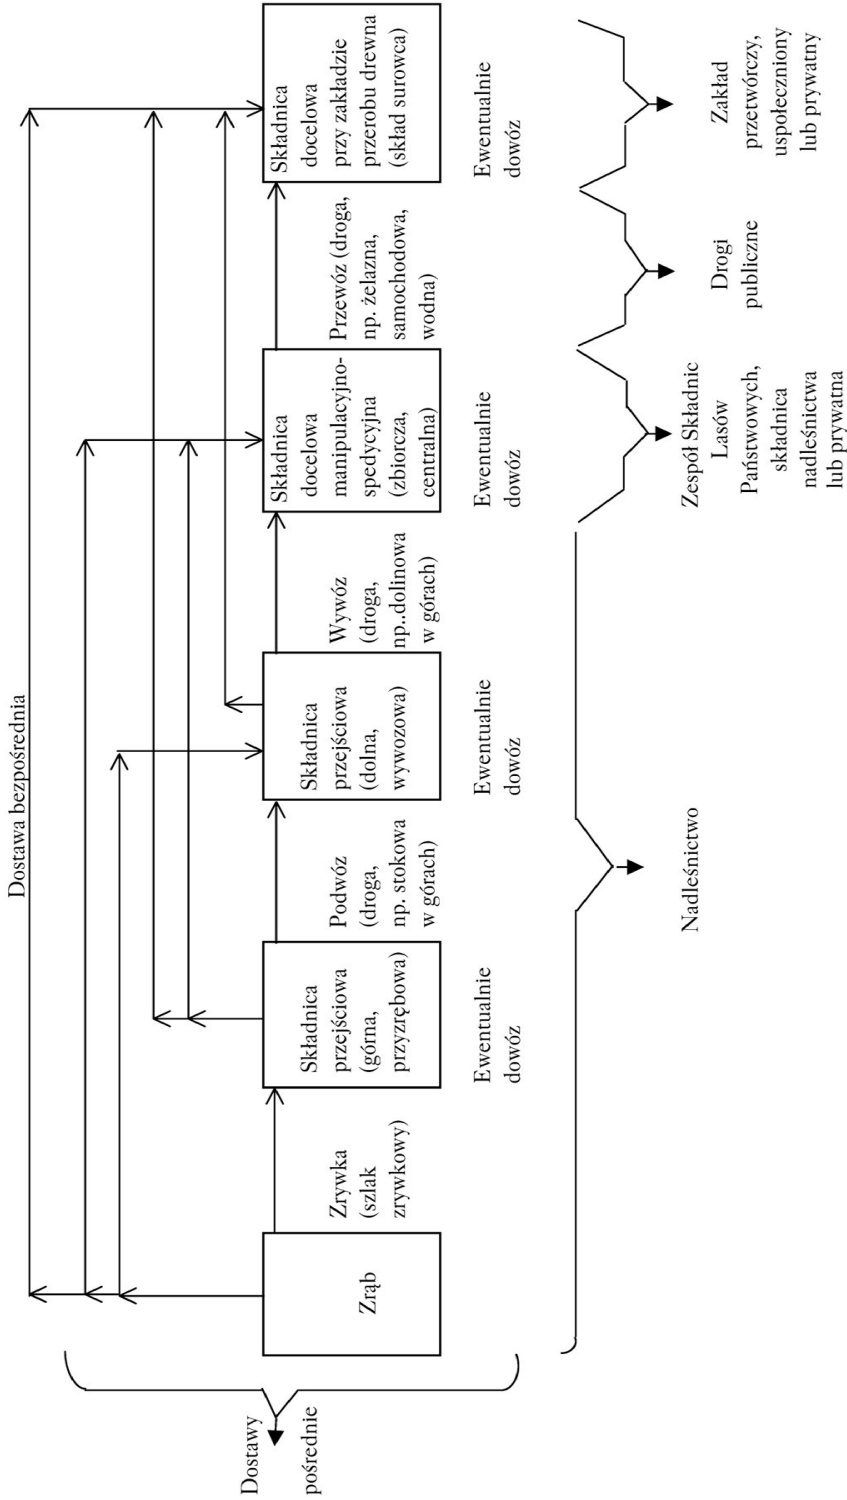 Dostawa bezpośrednia
Dostawy
pośrednie
Zrąb
Zrywka
(szlak
zrywkowy)
Składnica
przejściowa
(górna,
przyzrębowa)
Ewentualnie
dowóz
Podwóz
(droga,
np. stokowa
w górach)
Składnica
przejściowa
(dolna,
wywozowa)
Ewentualnie
dowóz
Wywóz
(droga,
np..dolinowa
w górach)
Składnica
docelowa
manipulacyjno-
spedycyjna
(zbiorcza,
centralna)
Ewentualnie
dowóz
Przewóz (droga,
np. żelazna,
samochodowa,
wodna)
Składnica
docelowa
przy zakładzie
przerobu drewna
(skład surowca)
Ewentualnie
dowóz
Nadleśnictwo
Zespół Składnic
Lasów
Państwowych,
składnica
nadleśnictwa
lub prywatna
Drogi
publiczne
Zakład
przetwórczy,
uspołeczniony
lub prywatny